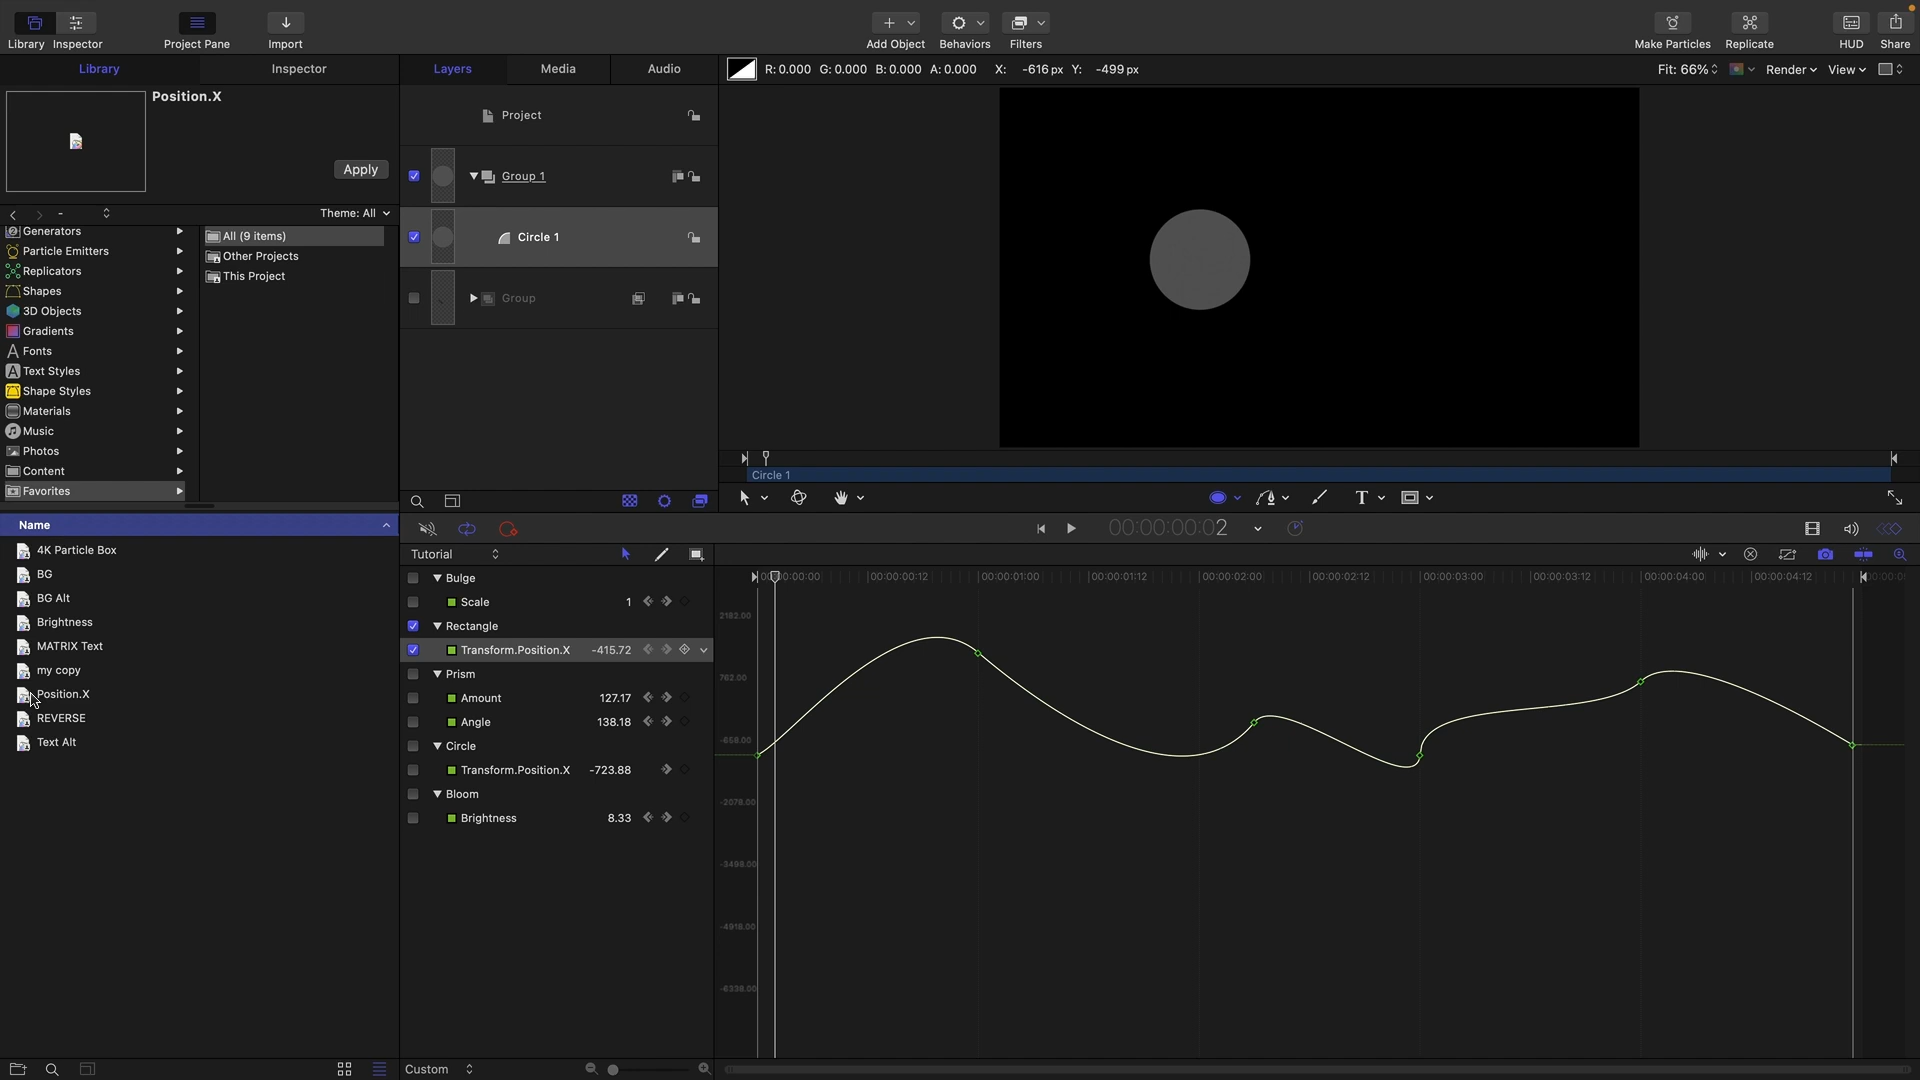 Library
Inspector
Project Pane
Import
Add Object
Behaviors
Filters
Make Particles
Replicate
HUD
Share
Library
Inspector
Layers
Media
Audio
R: 0.000 G: 0.000 B: 0.000 A: 0.000 X: -616 px Y: -499 px
Fit: 66%
Render
View
Position.X
Apply
Project
Group 1
Circle 1
Group
-
Theme: All
Generators
Particle Emitters
Replicators
Shapes
3D Objects
Gradients
Fonts
Text Styles
Shape Styles
Materials
Music
Photos
Content
Favorites
All (9 items)
Other Projects
This Project
Circle 1
T
Name
4K Particle Box
BG
BG Alt
Brightness
MATRIX Text
my copy
Position.X
REVERSE
Text Alt
00:00:00:02
Tutorial
Bulge
Scale 1
Rectangle
Transform.Position.X -415.72
Prism
Amount 127.17
Angle 138.18
Circle
Transform.Position.X -723.88
Bloom
Brightness 8.33
00:00:00:12 00:00:01:00 00:00:01:12 00:00:02:00 00:00:02:12 00:00:03:00 00:00:03:12 00:00:04:00 00:00:04:12
2182.00
762.00
-658.00
-2078.00
-3498.00
-4918.00
-6338.00
Custom